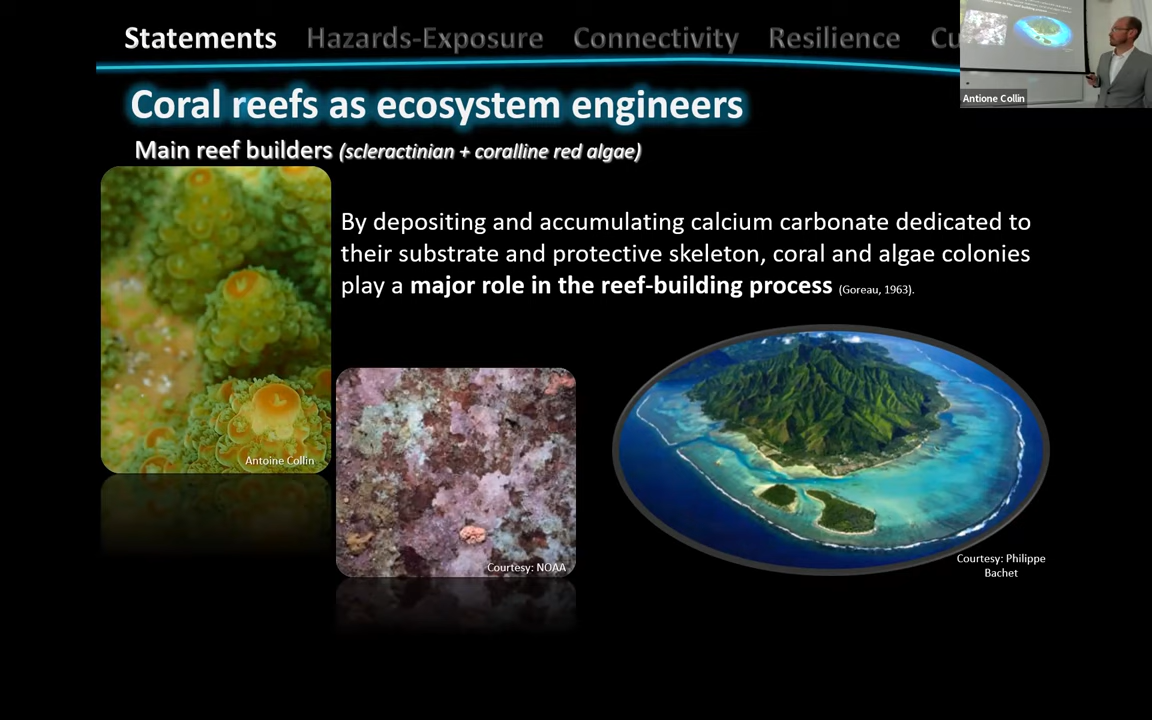 Statements Hazards-Exposure Connectivity Resilience Cu
Antione Collin
Coral reefs as ecosystem engineers
Main reef builders (scleractinian + coralline red algae)
By depositing and accumulating calcium carbonate dedicated to
their substrate and protective skeleton, coral and algae colonies
play a major role in the reef-building process (Goreau, 1963).
Antoine Collin
Courtesy: NOAA
Courtesy: Philippe
Bachet